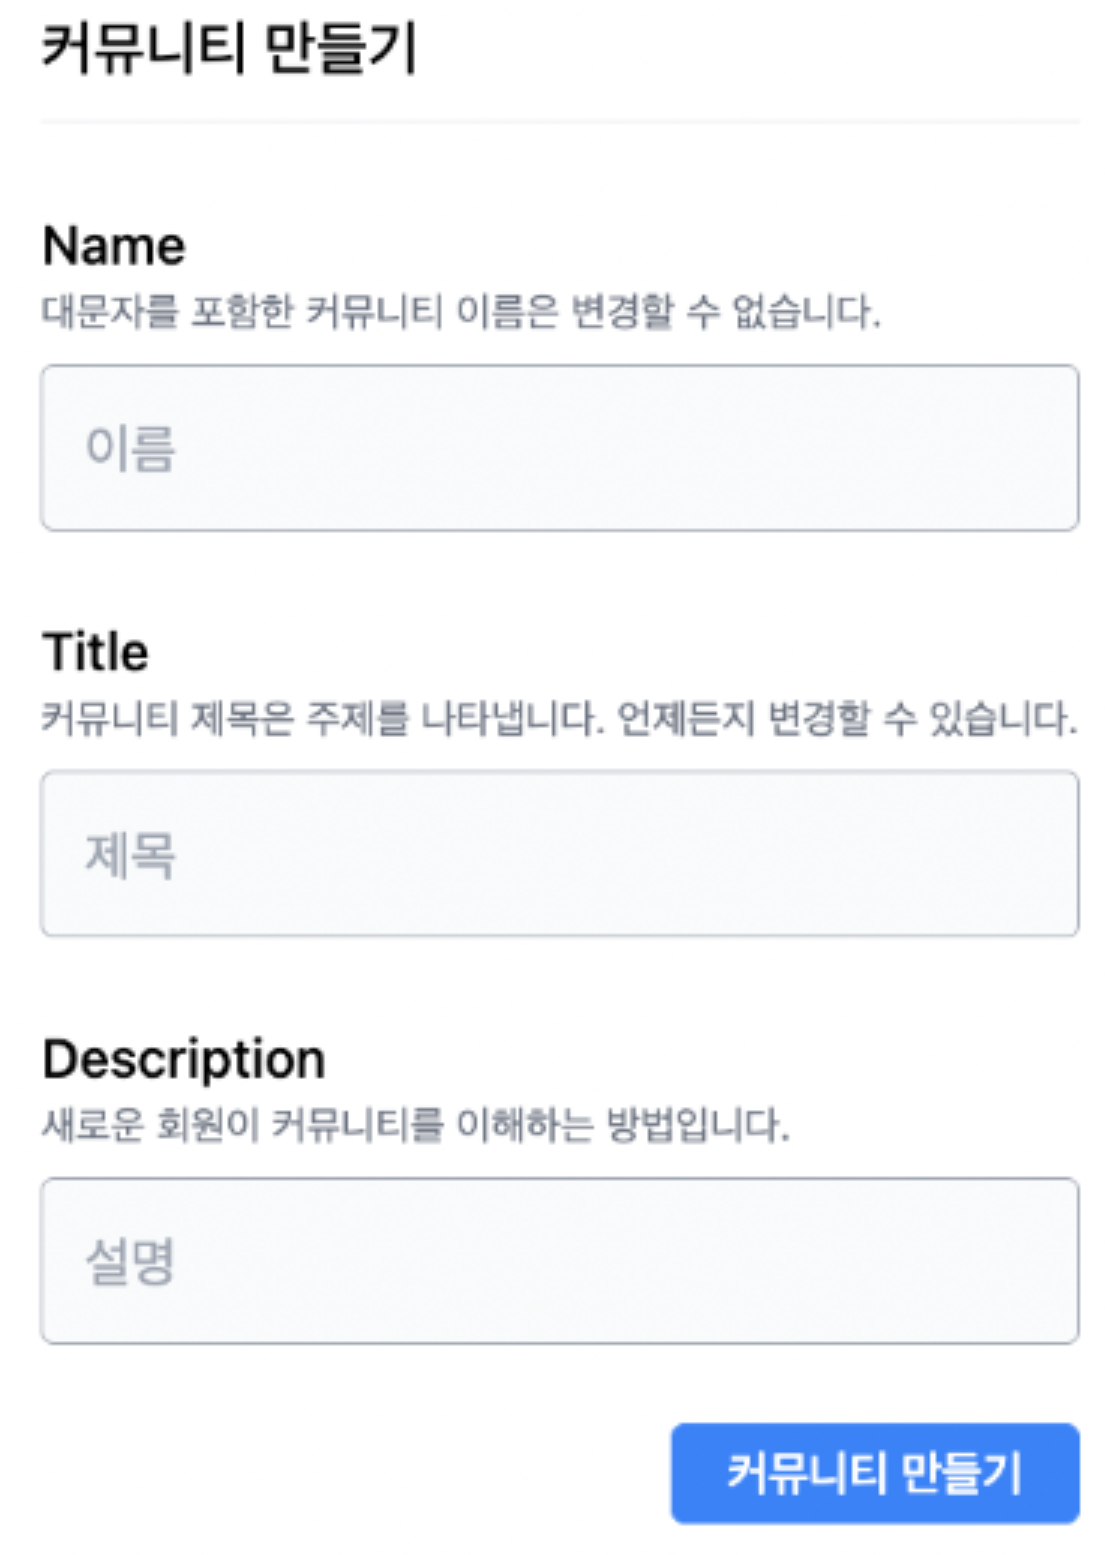 커뮤니티 만들기
Name
대문자를 포함한 커뮤니티 이름은 변경할 수 없습니다.
이름
Title
커뮤니티 제목은 주제를 나타냅니다. 언제든지 변경할 수 있습니다.
제목
Description
새로운 회원이 커뮤니티를 이해하는 방법입니다.
설명
커뮤니티 만들기